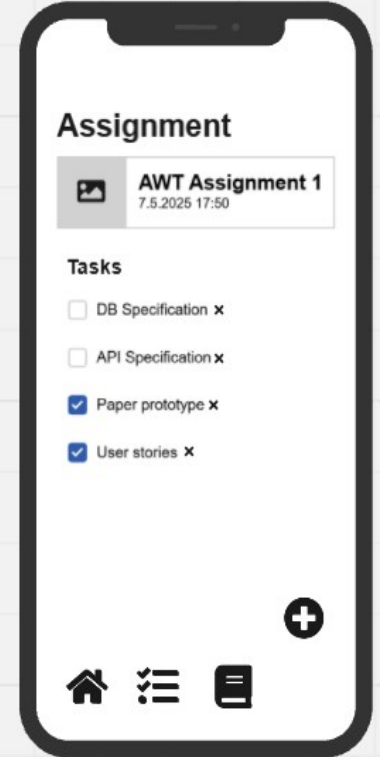 Assignment
AWT Assignment 1
7.5.2025 17:50
Tasks
DB Specification
API Specification
Paper prototype
User stories